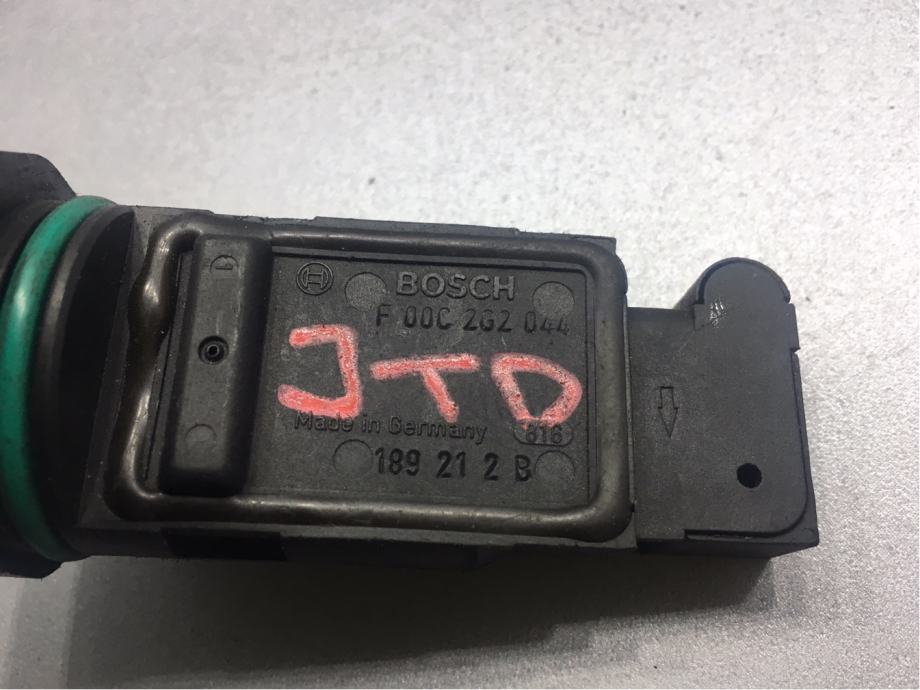 BOSCH
F 00C 2G2 044
JTD
Made in Germany 816
189 21 2 B